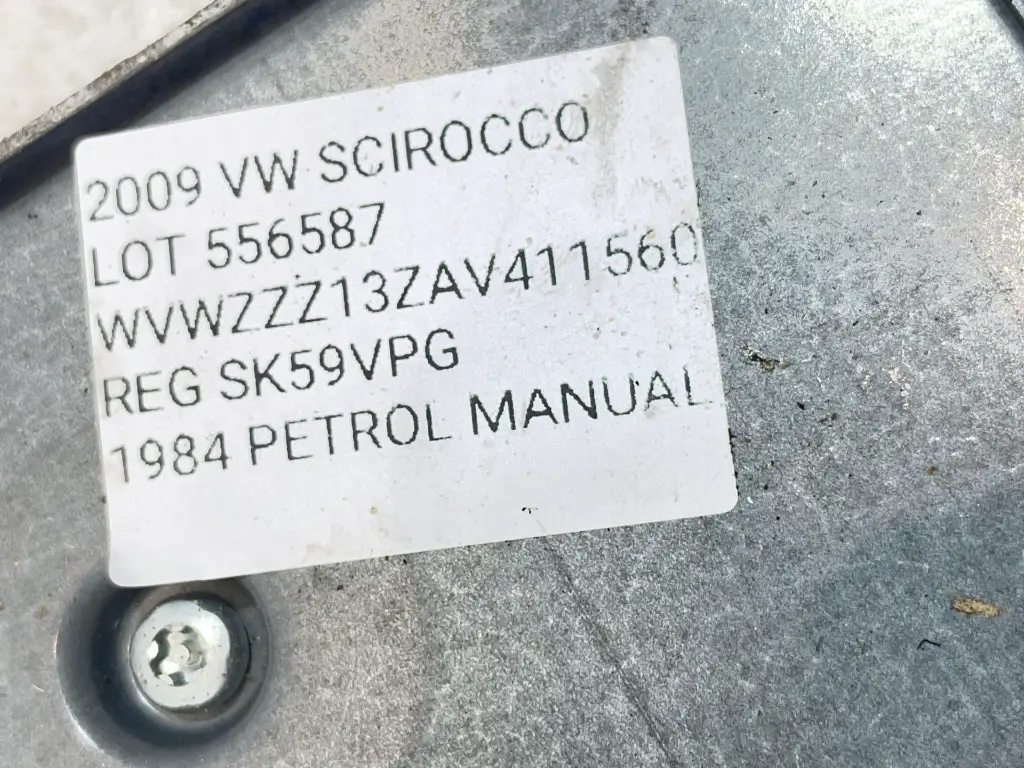 2009 VW SCIROCCO
LOT 556587
WVWZZZ13ZAV411560
REG SK59VPG
1984 PETROL MANUAL